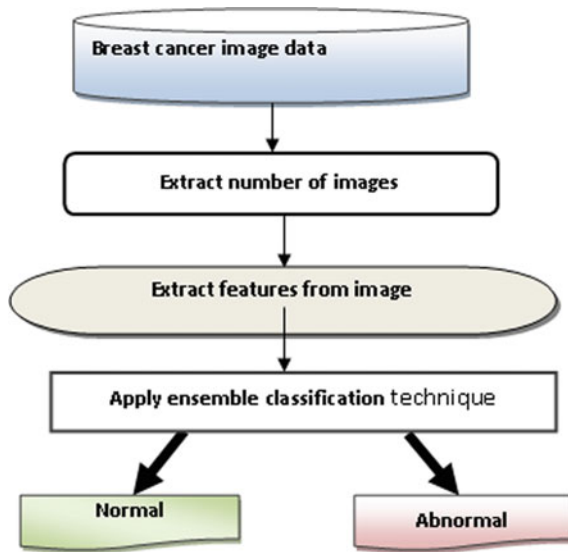 Breast cancer image data
Extract number of images
Extract features from image
Apply ensemble classification technique
Normal
Abnormal